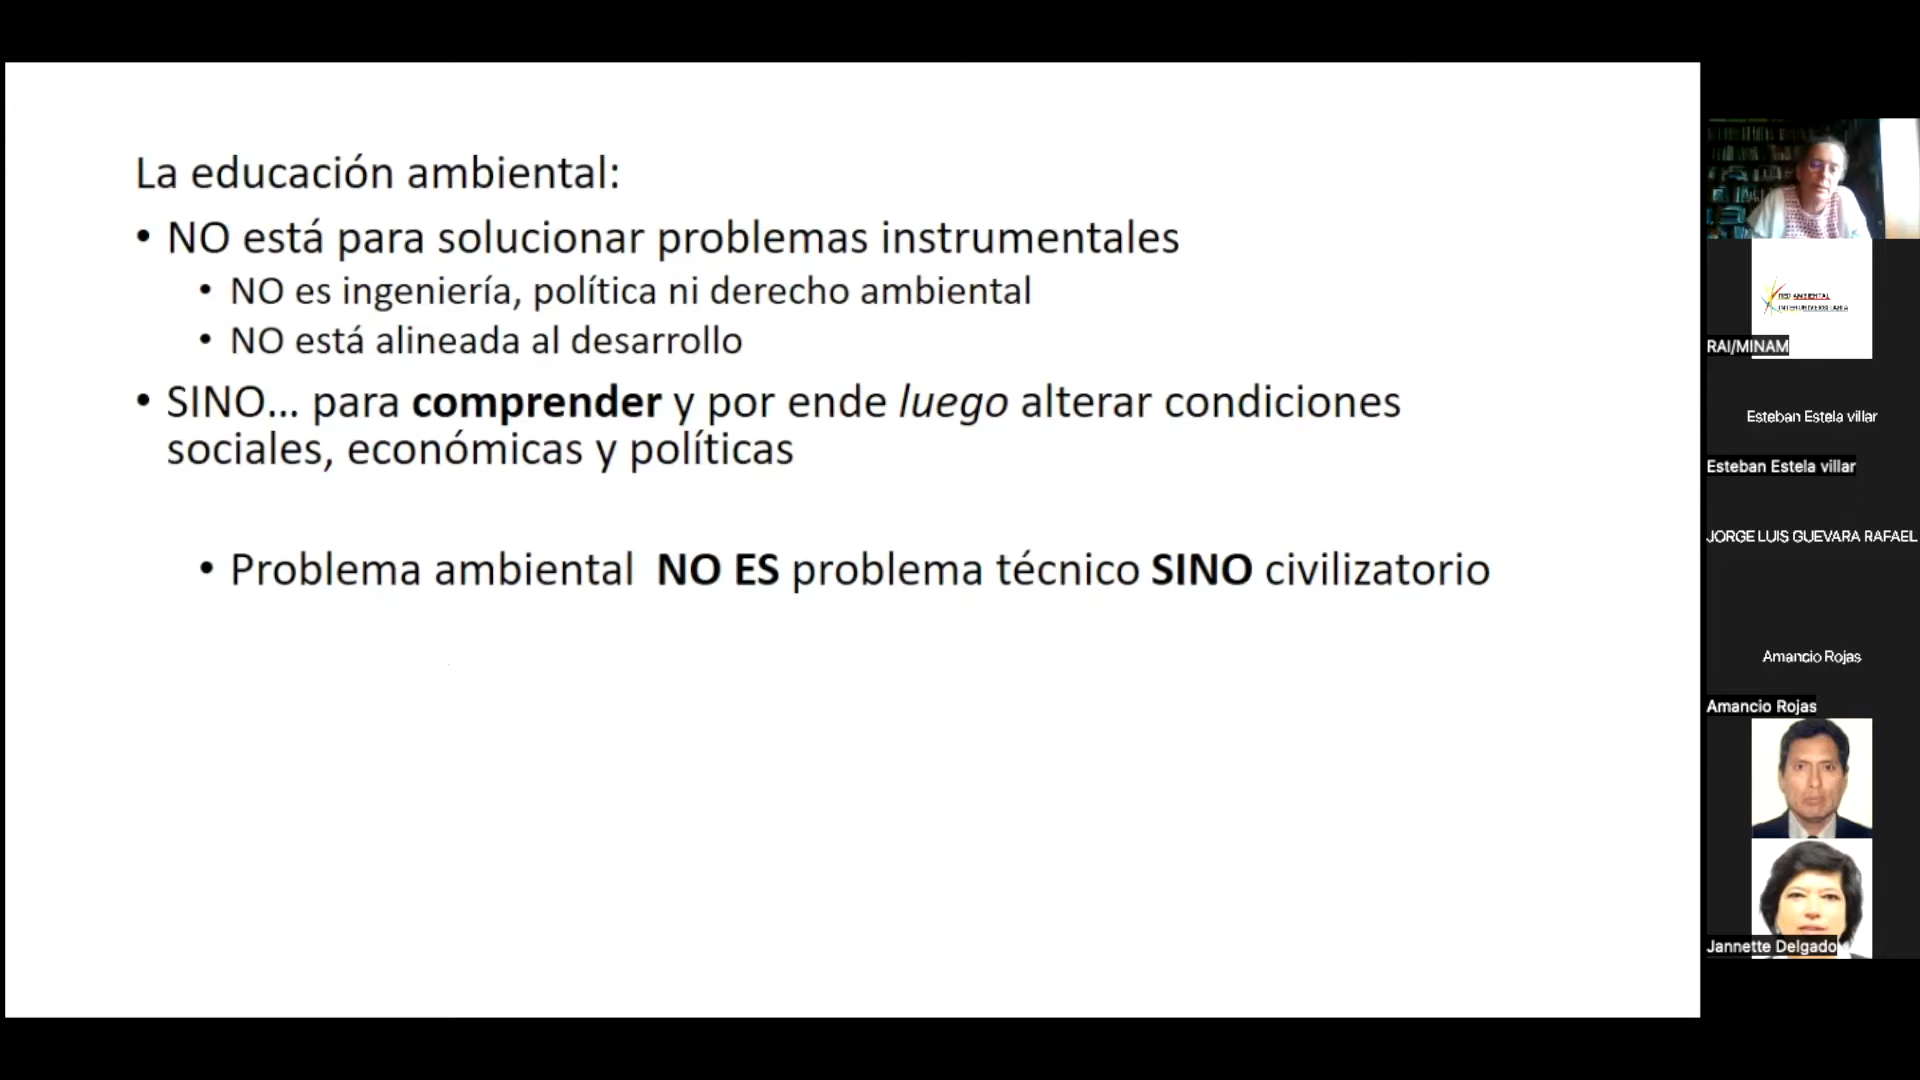 La educación ambiental:
• NO está para solucionar problemas instrumentales
• NO es ingeniería, política ni derecho ambiental
• NO está alineada al desarrollo
• SINO... para comprender y por ende luego alterar condiciones
sociales, económicas y políticas
• Problema ambiental NO ES problema técnico SINO civilizatorio
RED AMBIENTAL
INTERUNIVERSITARIA
RAI/MINAM
Esteban Estela villar
Esteban Estela villar
JORGE LUIS GUEVARA RAFAEL
Amancio Rojas
Amancio Rojas
Jannette Delgado